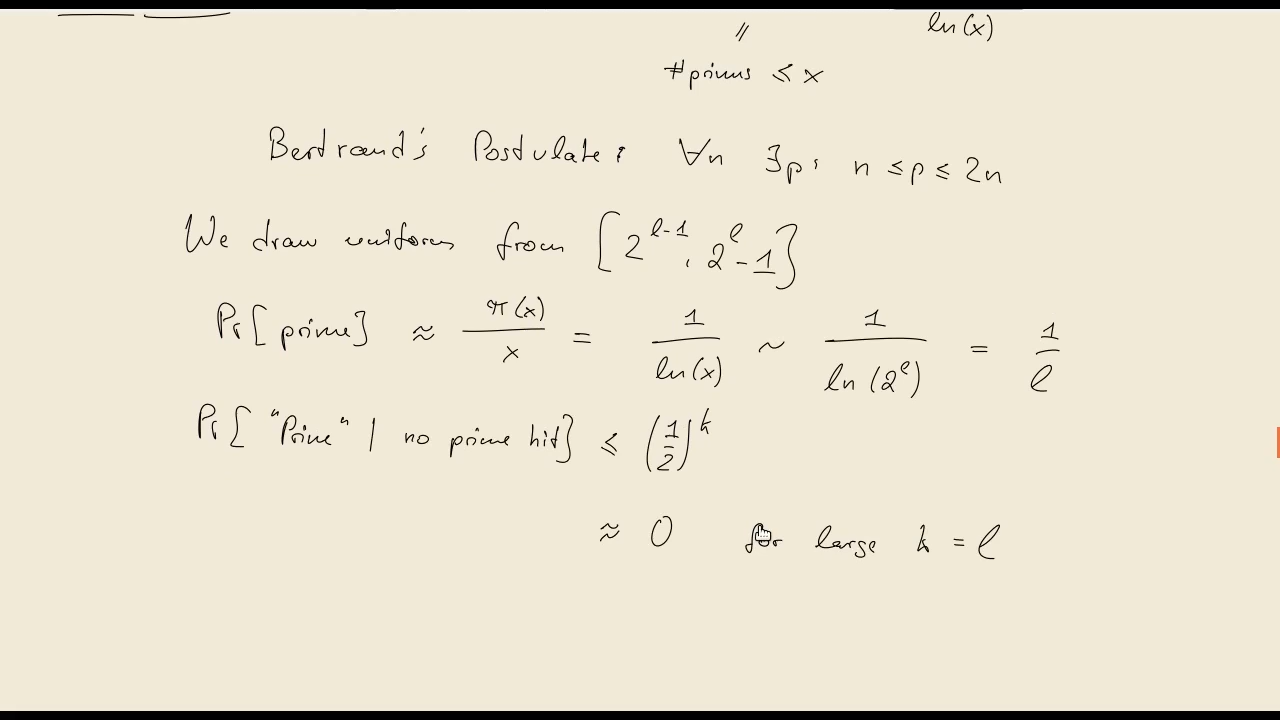 ln(x)
#primes ≤ x
Bertrand's Postulate: ∀n ∃p: n ≤ p ≤ 2n
We draw uniform from [2^{l-1}, 2^l - 1]
Pr[prime] ≈ π(x)/x = 1/ln(x) ~ 1/ln(2^l) = 1/l
Pr["Prime" | no prime hit] ≤ (1/2)^k
≈ 0 for large k = l